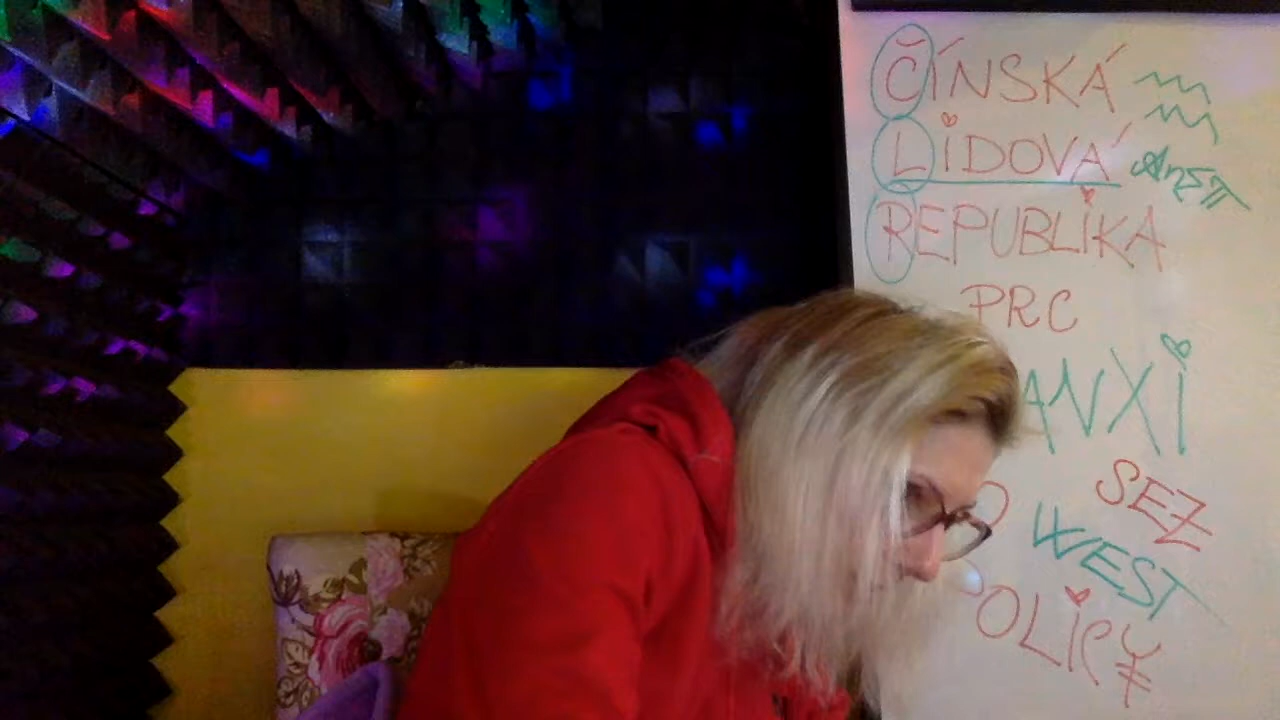 ČÍNSKÁ
LIDOVÁ
REPUBLIKA
PRC
ANXI
SEZ
WEST
OLICY